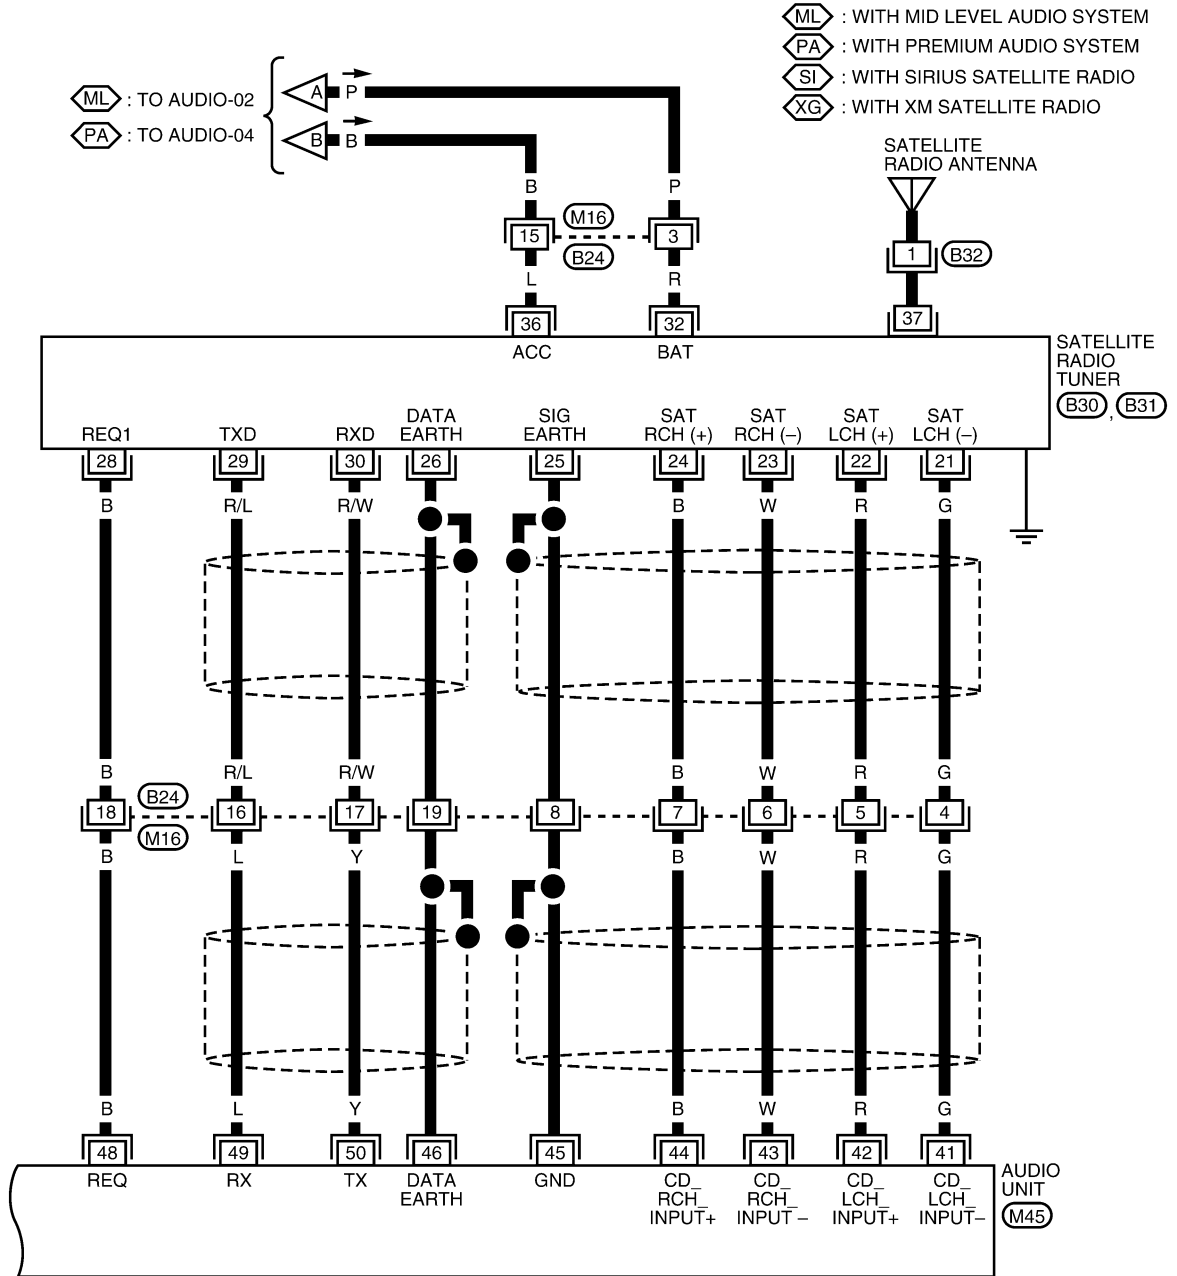 ML : WITH MID LEVEL AUDIO SYSTEM
PA : WITH PREMIUM AUDIO SYSTEM
SI : WITH SIRIUS SATELLITE RADIO
XG : WITH XM SATELLITE RADIO
ML : TO AUDIO-02
PA : TO AUDIO-04
A P
B B
SATELLITE
RADIO ANTENNA
B P
15 M16 3
B24
1 B32
L R
36 32 37
ACC BAT
SATELLITE
RADIO
TUNER
B30 , B31
REQ1 TXD RXD
DATA
EARTH
SIG
EARTH
SAT
RCH (+)
SAT
RCH (–)
SAT
LCH (+)
SAT
LCH (–)
28 29 30 26 25 24 23 22 21
B R/L R/W B W R G
B R/L R/W B W R G
B24
18 16 17 19 8 7 6 5 4
M16
B L Y B W R G
B L Y B W R G
48 49 50 46 45 44 43 42 41
REQ RX TX
DATA
EARTH
GND
CD_
RCH_
INPUT+
CD_
RCH_
INPUT –
CD_
LCH_
INPUT+
CD_
LCH_
INPUT–
AUDIO
UNIT
M45